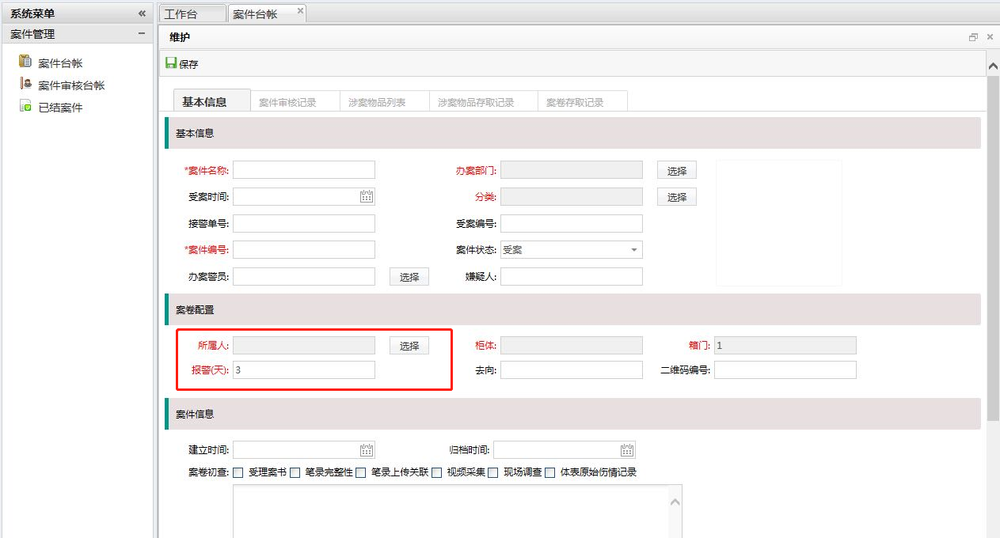 系统菜单 «
案件管理 −
案件台帐
案件审核台帐
已结案件
工作台 案件台帐
维护
保存
基本信息 案件审核记录 涉案物品列表 涉案物品存取记录 案卷存取记录
基本信息
*案件名称: 办案部门: 选择
受案时间: 分类: 选择
接警单号: 受案编号:
*案件编号: 案件状态: 受案
办案警员: 选择 嫌疑人:
案卷配置
所属人: 选择 柜体: 箱门: 1
报警(天): 3 去向: 二维码编号:
案件信息
建立时间: 归档时间:
案卷初查: 受理案书 笔录完整性 笔录上传关联 视频采集 现场调查 体表原始伤情记录